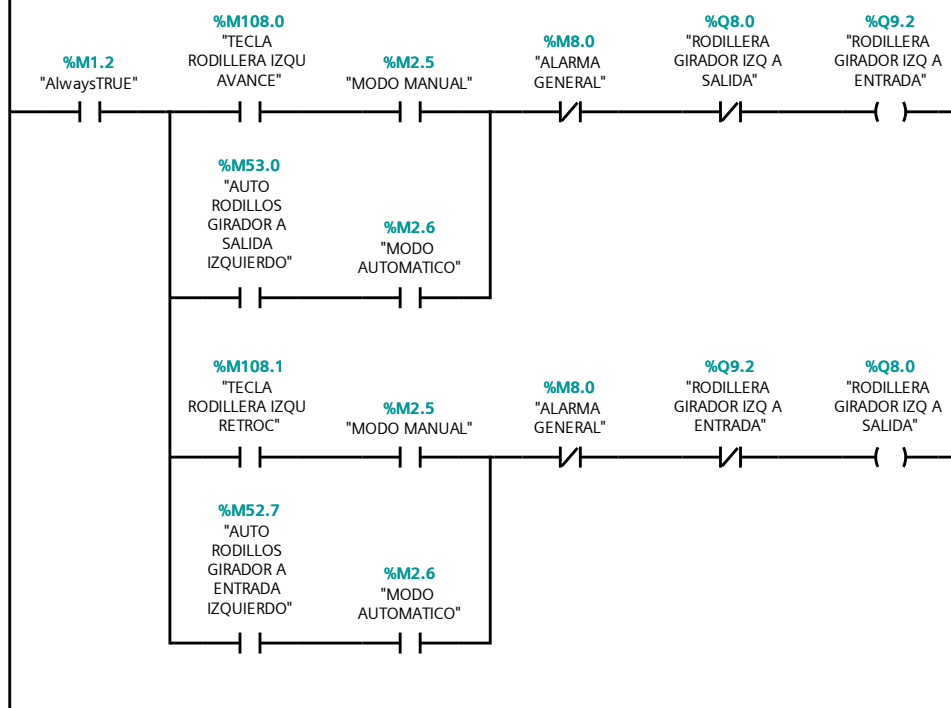 %M1.2
"AlwaysTRUE"
%M108.0
"TECLA
RODILLERA IZQU
AVANCE"
%M2.5
"MODO MANUAL"
%M8.0
"ALARMA
GENERAL"
%Q8.0
"RODILLERA
GIRADOR IZQ A
SALIDA"
%Q9.2
"RODILLERA
GIRADOR IZQ A
ENTRADA"
%M53.0
"AUTO
RODILLOS
GIRADOR A
SALIDA
IZQUIERDO"
%M2.6
"MODO
AUTOMATICO"
%M108.1
"TECLA
RODILLERA IZQU
RETROC"
%M2.5
"MODO MANUAL"
%M8.0
"ALARMA
GENERAL"
%Q9.2
"RODILLERA
GIRADOR IZQ A
ENTRADA"
%Q8.0
"RODILLERA
GIRADOR IZQ A
SALIDA"
%M52.7
"AUTO
RODILLOS
GIRADOR A
ENTRADA
IZQUIERDO"
%M2.6
"MODO
AUTOMATICO"